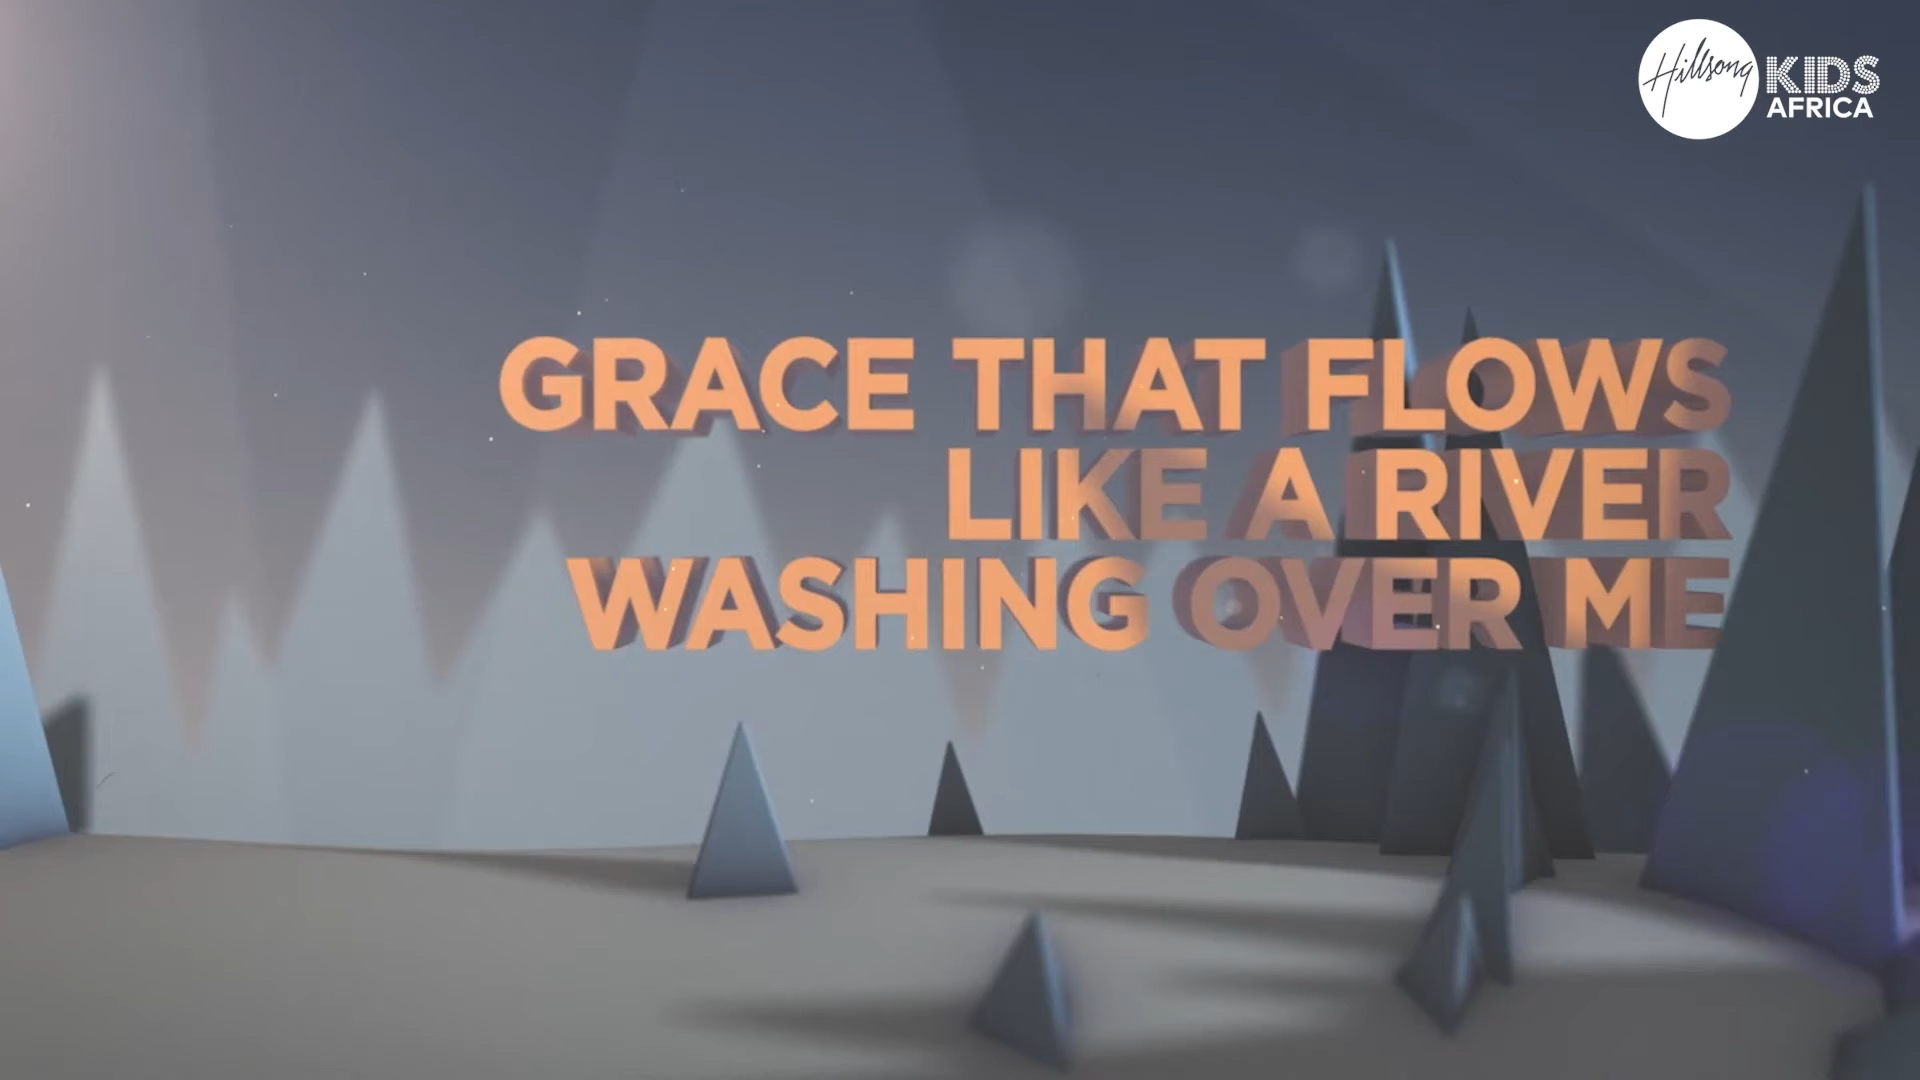 Hillsong KIDS
AFRICA
GRACE THAT FLOWS
LIKE A RIVER
WASHING OVER ME